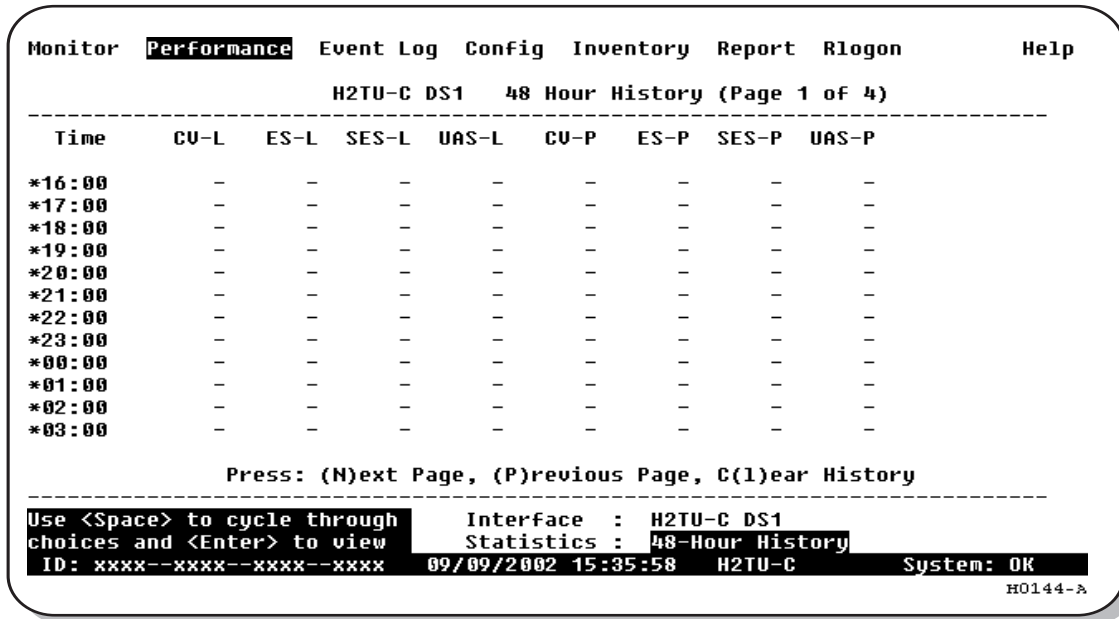 Monitor Performance Event Log Config Inventory Report Rlogon Help
H2TU-C DS1 48 Hour History (Page 1 of 4)
Time CV-L ES-L SES-L UAS-L CV-P ES-P SES-P UAS-P
*16:00 - - - - - - - -
*17:00 - - - - - - - -
*18:00 - - - - - - - -
*19:00 - - - - - - - -
*20:00 - - - - - - - -
*21:00 - - - - - - - -
*22:00 - - - - - - - -
*23:00 - - - - - - - -
*00:00 - - - - - - - -
*01:00 - - - - - - - -
*02:00 - - - - - - - -
*03:00 - - - - - - - -
Press: (N)ext Page, (P)revious Page, C(l)ear History
Use <Space> to cycle through Interface : H2TU-C DS1
choices and <Enter> to view Statistics : 48-Hour History
ID: xxxx--xxxx--xxxx--xxxx 09/09/2002 15:35:58 H2TU-C System: OK
H0144-A